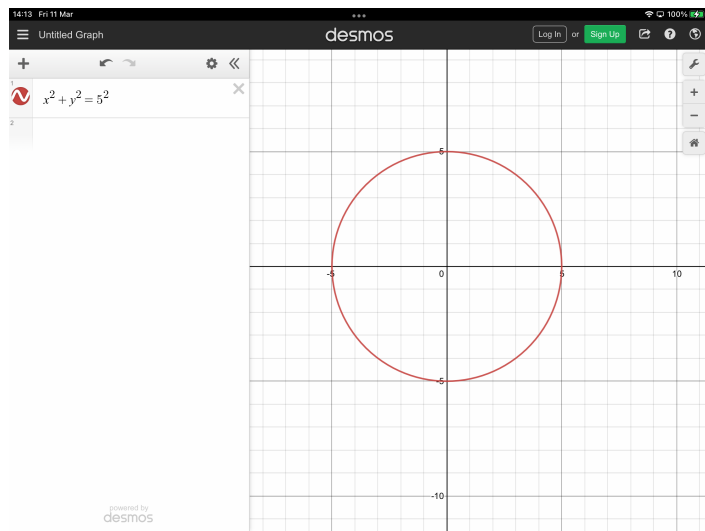 14:13 Fri 11 Mar
100%
Untitled Graph
desmos
Log In or Sign Up
1
x² + y² = 5²
2
5
-5
0
5
10
-5
-10
powered by
desmos